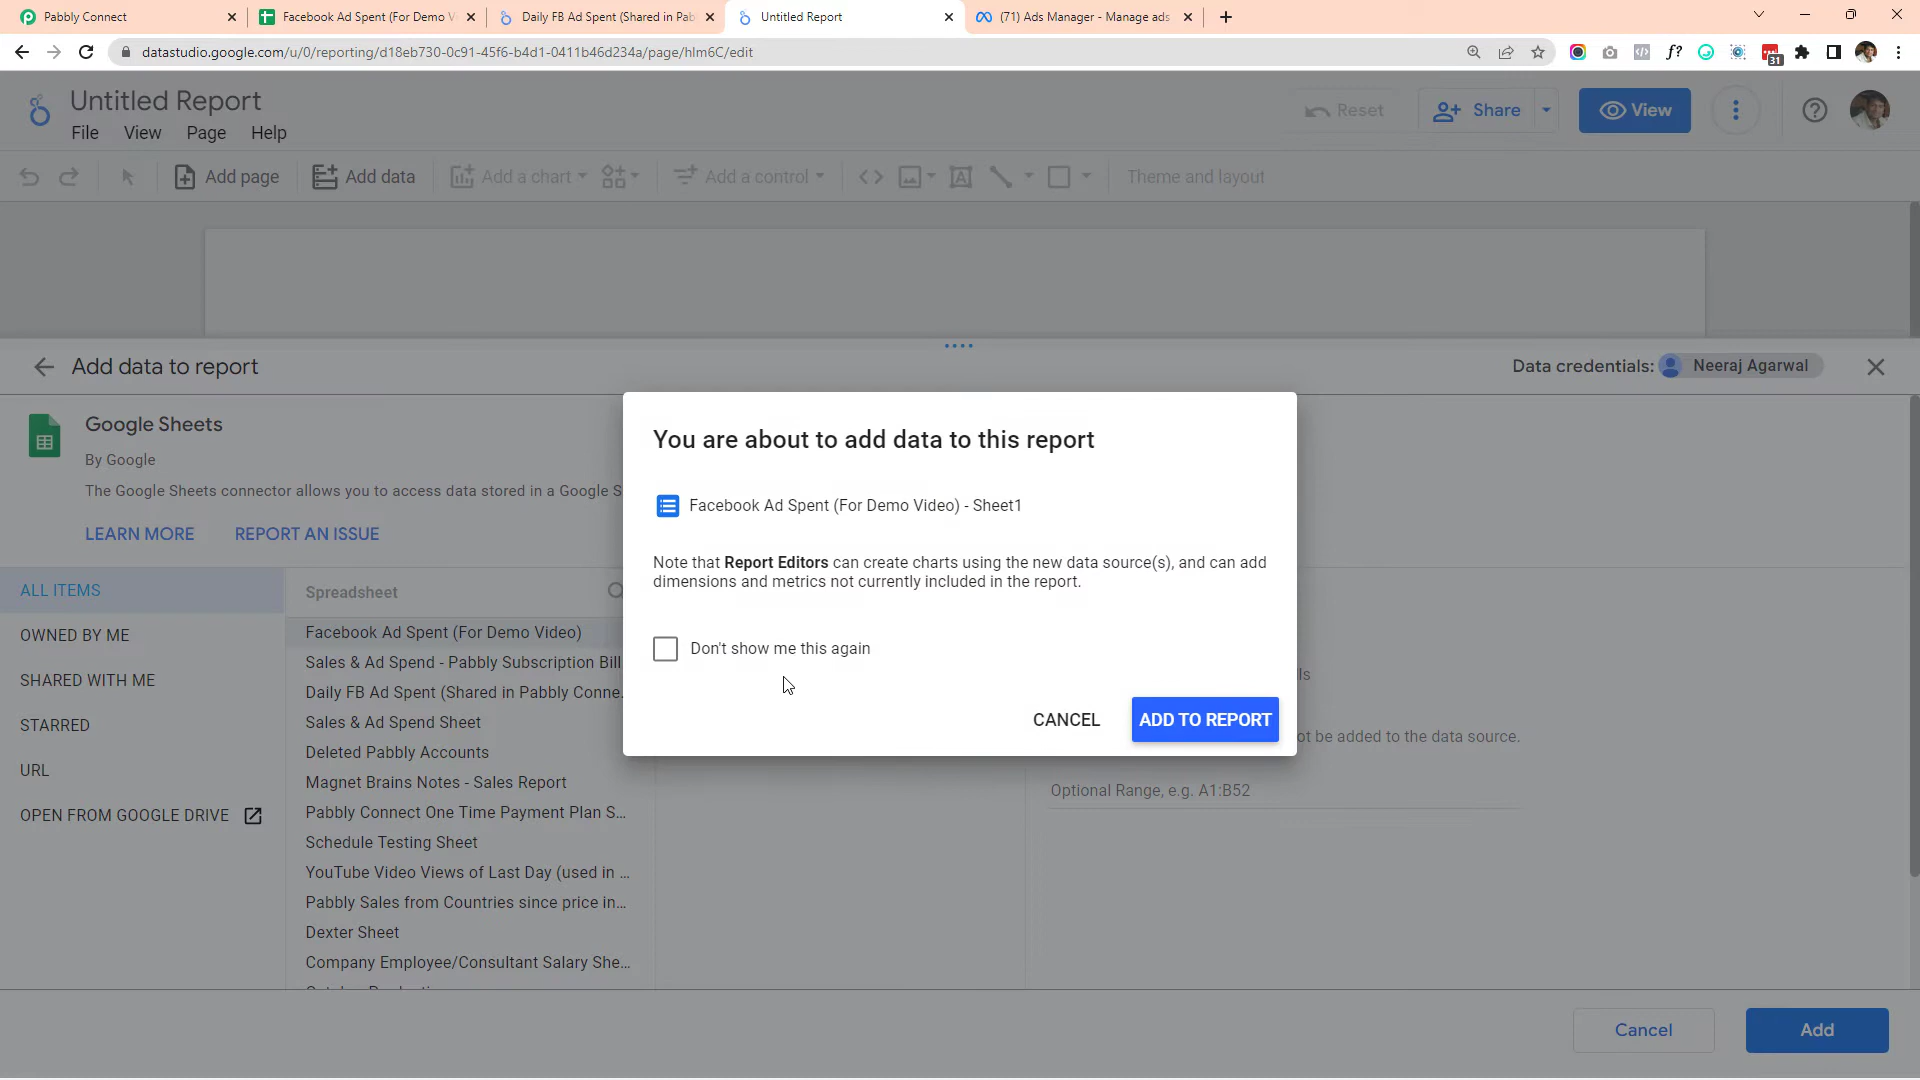 Pabbly Connect
Facebook Ad Spent (For Demo V
Daily FB Ad Spent (Shared in Pab
Untitled Report
(71) Ads Manager - Manage ads
datastudio.google.com/u/0/reporting/d18eb730-0c91-45f6-b4d1-0411b46d234a/page/hlm6C/edit
f?
31
Untitled Report
File View Page Help
Reset
Share
View
Add page
Add data
Add a chart
Add a control
Theme and layout
Add data to report
Data credentials: Neeraj Agarwal
Google Sheets
By Google
The Google Sheets connector allows you to access data stored in a Google S
LEARN MORE REPORT AN ISSUE
ALL ITEMS
OWNED BY ME
SHARED WITH ME
STARRED
URL
OPEN FROM GOOGLE DRIVE
Spreadsheet
Facebook Ad Spent (For Demo Video)
Sales & Ad Spend - Pabbly Subscription Bill
Daily FB Ad Spent (Shared in Pabbly Conne.
Sales & Ad Spend Sheet
Deleted Pabbly Accounts
Magnet Brains Notes - Sales Report
Pabbly Connect One Time Payment Plan S...
Schedule Testing Sheet
YouTube Video Views of Last Day (used in ...
Pabbly Sales from Countries since price in...
Dexter Sheet
Company Employee/Consultant Salary She...
You are about to add data to this report
Facebook Ad Spent (For Demo Video) - Sheet1
Note that Report Editors can create charts using the new data source(s), and can add
dimensions and metrics not currently included in the report.
Don't show me this again
CANCEL
ADD TO REPORT
lls
ot be added to the data source.
Optional Range, e.g. A1:B52
Cancel
Add